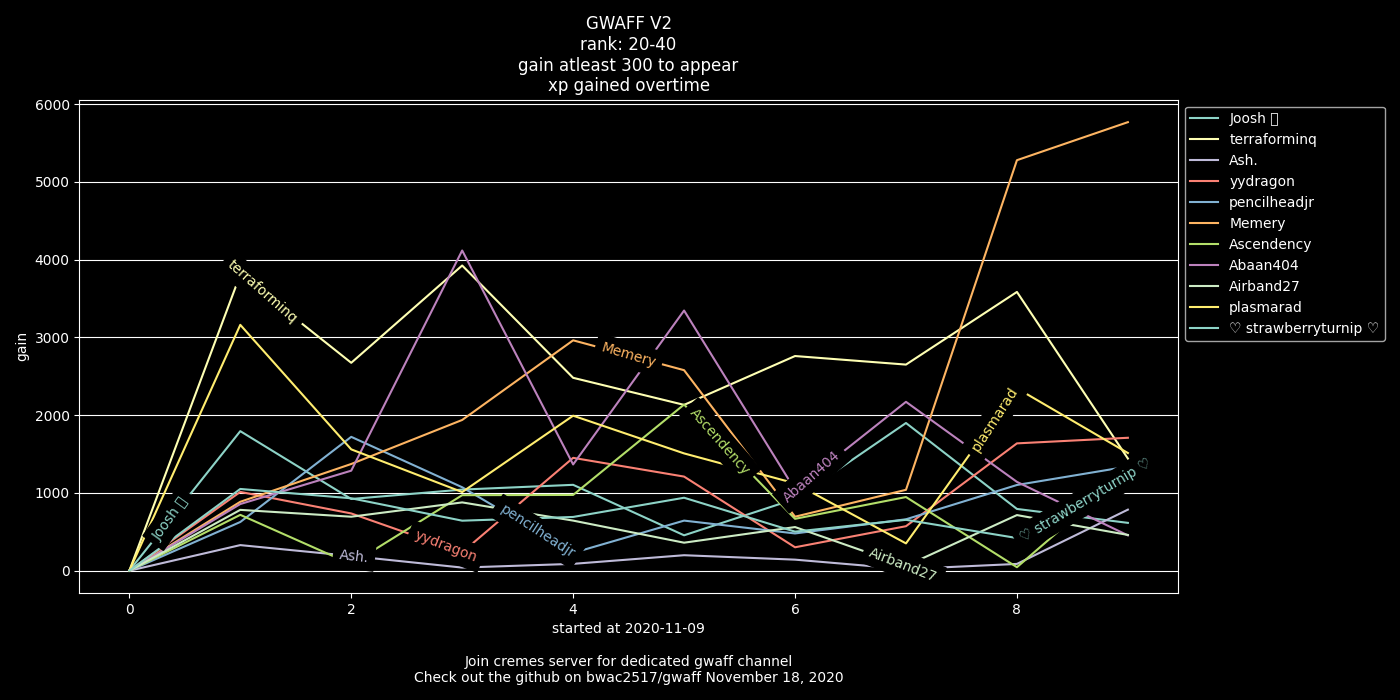 GWAFF V2
rank: 20-40
gain atleast 300 to appear
xp gained overtime
6000
5000
4000
3000
2000
1000
0
gain
0
2
4
6
8
started at 2020-11-09
Join cremes server for dedicated gwaff channel
Check out the github on bwac2517/gwaff November 18, 2020
Joosh ▯
terraforminq
Ash.
yydragon
pencilheadjr
Memery
Ascendency
Abaan404
Airband27
plasmarad
♡ strawberryturnip ♡
Joosh ▯
terraforminq
Ash.
yydragon
pencilheadjr
Memery
Ascendency
Abaan404
Airband27
plasmarad
♡ strawberryturnip ♡